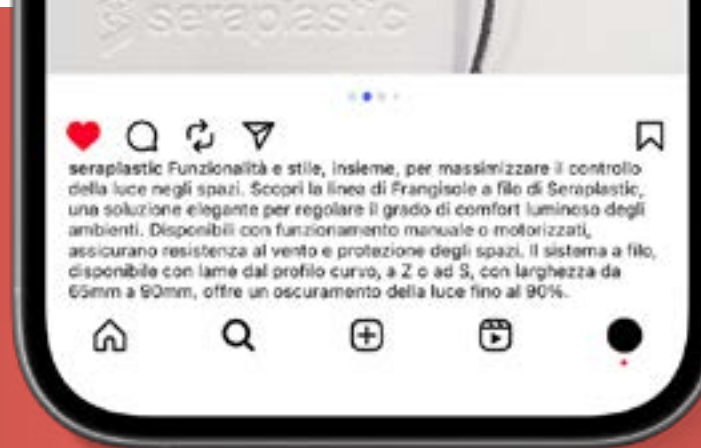 seraplastic
seraplastic Funzionalità e stile, insieme, per massimizzare il controllo
della luce negli spazi. Scopri la linea di Frangisole a filo di Seraplastic,
una soluzione elegante per regolare il grado di comfort luminoso degli
ambienti. Disponibili con funzionamento manuale o motorizzati,
assicurano resistenza al vento e protezione degli spazi. Il sistema a filo,
disponibile con lame dal profilo curvo, a Z o ad S, con larghezza da
65mm a 90mm, offre un oscuramento della luce fino al 90%.